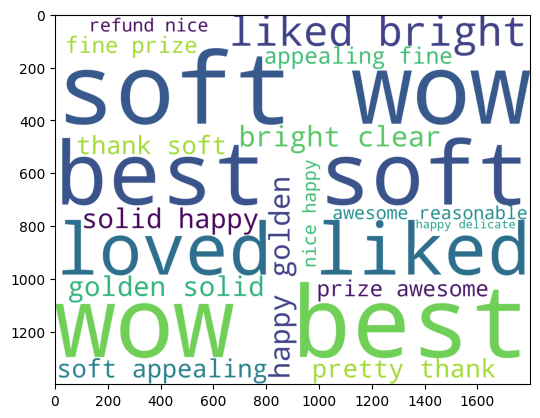 refund nice
liked bright
fine prize
appealing fine
soft
wow
bright clear
thank soft
best
soft
nice happy
happy golden
solid happy
awesome reasonable
happy delicate
loved
liked
golden solid
prize awesome
wow
best
soft appealing
pretty thank
0
200
400
600
800
1000
1200
0 200 400 600 800 1000 1200 1400 1600